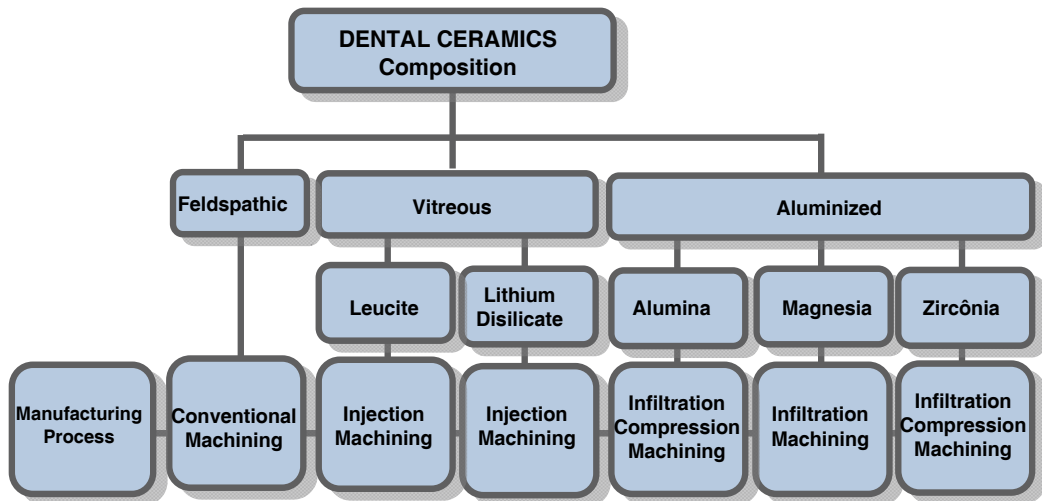 DENTAL CERAMICS
Composition
Feldspathic
Vitreous
Aluminized
Leucite
Lithium
Disilicate
Alumina
Magnesia
Zircônia
Manufacturing
Process
Conventional
Machining
Injection
Machining
Injection
Machining
Infiltration
Compression
Machining
Infiltration
Machining
Infiltration
Compression
Machining